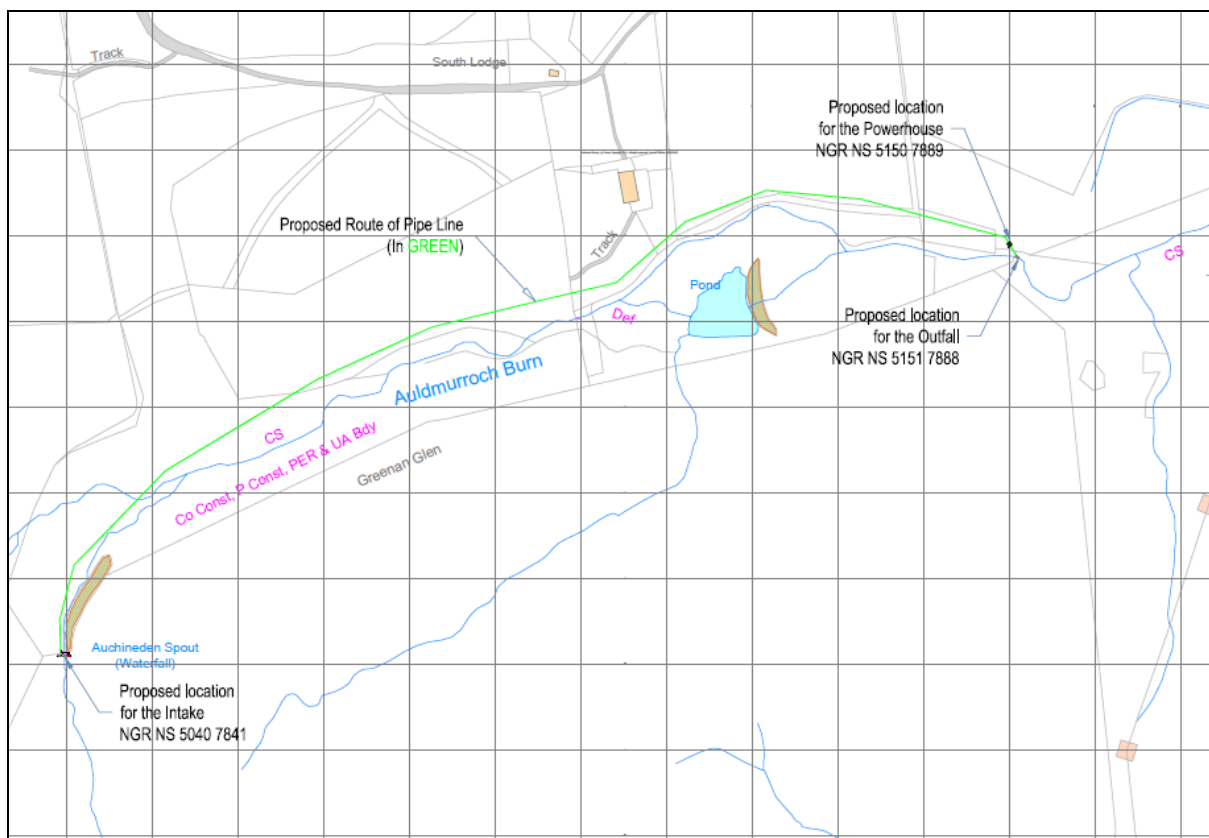 Track
South Lodge
Proposed location
for the Powerhouse
NGR NS 5150 7889
Proposed Route of Pipe Line
(In GREEN)
Track
CS
Pond
Def
Proposed location
for the Outfall
NGR NS 5151 7888
Auldmurroch Burn
CS
Co Const, P Const, PER & UA Bdy
Greenan Glen
Auchineden Spout
(Waterfall)
Proposed location
for the Intake
NGR NS 5040 7841